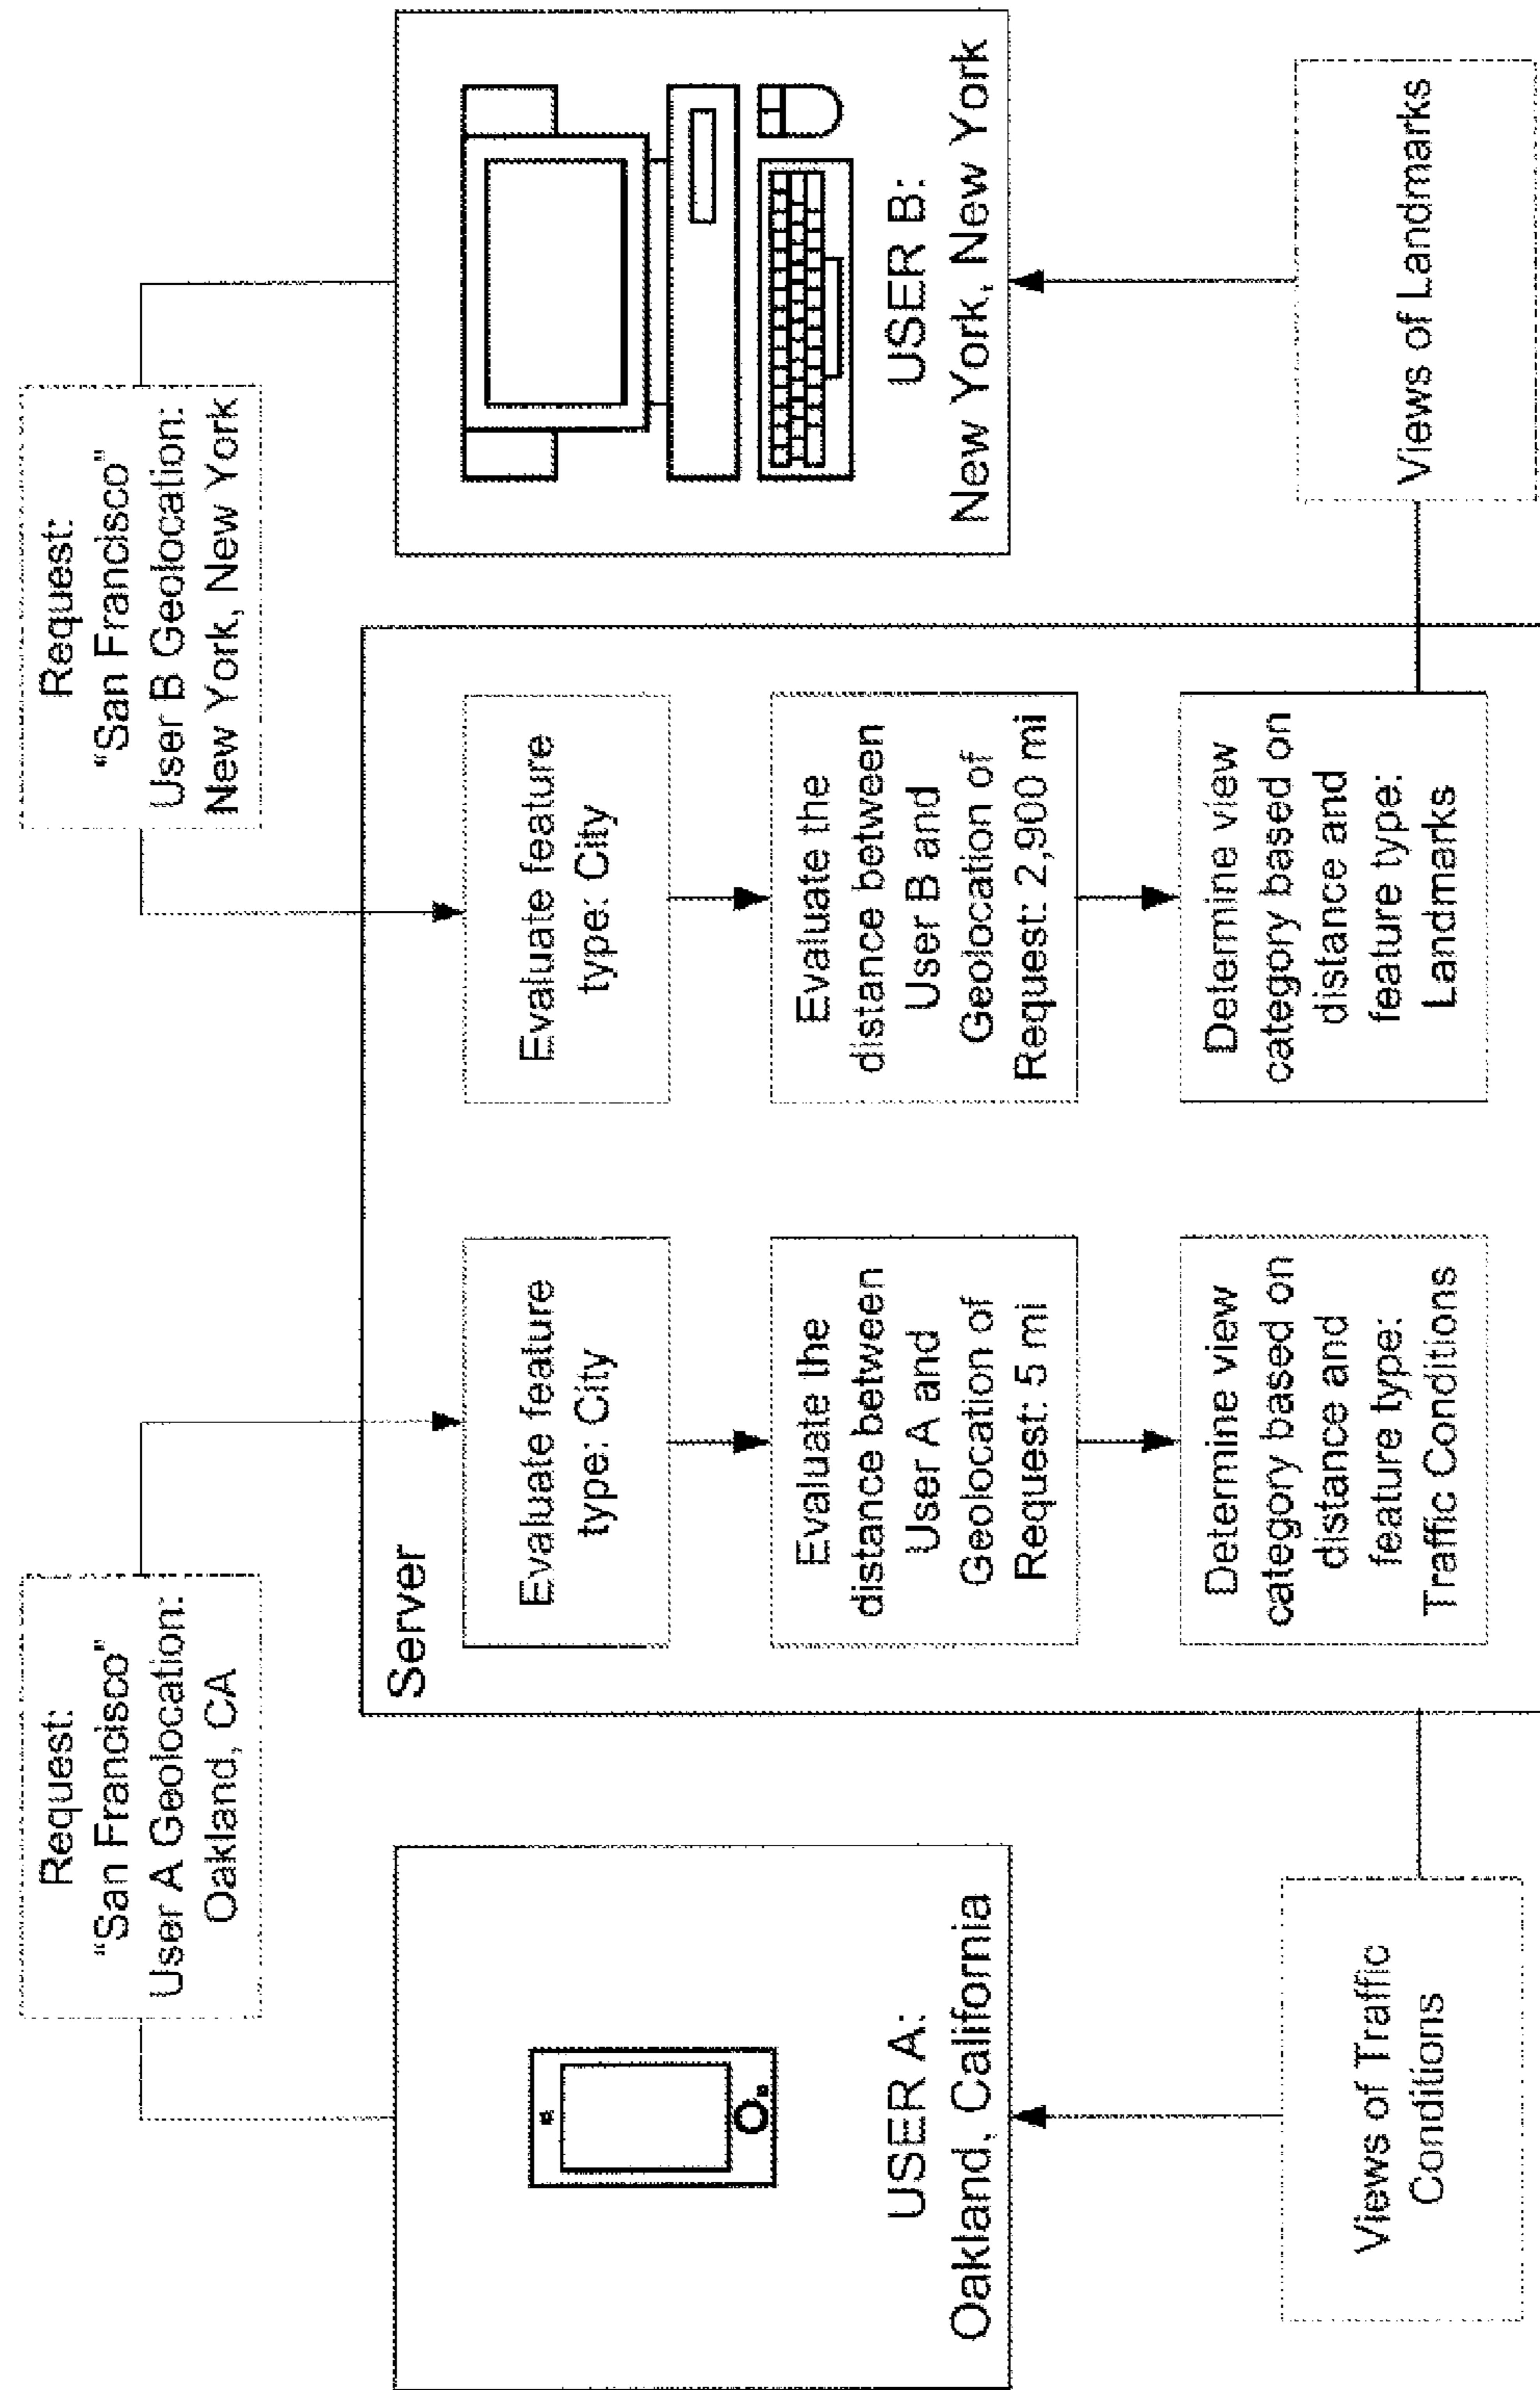 Request:
"San Francisco"
User A Geolocation:
Oakland, CA
Request:
"San Francisco"
User B Geolocation:
New York, New York
USER A:
Oakland, California
Server
Evaluate feature
type: City
Evaluate the
distance between
User A and
Geolocation of
Request: 5 mi
Determine view
category based on
distance and
feature type:
Traffic Conditions
Evaluate feature
type: City
Evaluate the
distance between
User B and
Geolocation of
Request: 2,900 mi
Determine view
category based on
distance and
feature type:
Landmarks
USER B:
New York, New York
Views of Traffic
Conditions
Views of Landmarks